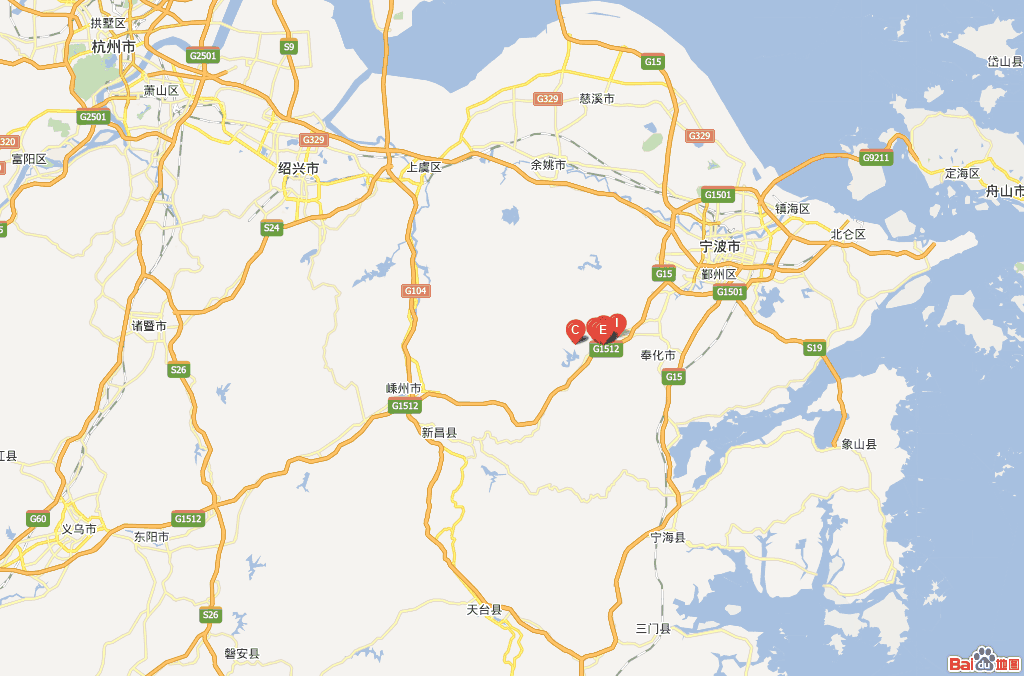 拱墅区
杭州市
G2501
S9
G15
岱山县
萧山区
G329
慈溪市
G2501
320
富阳区
G329
G329
绍兴市
上虞区
余姚市
G9211
定海区
舟山市
G1501
镇海区
S24
北仑区
宁波市
G15
鄞州区
G104
G1501
诸暨市
C
E
I
G1512
S19
奉化市
S26
G15
嵊州市
G1512
新昌县
象山县
江县
G60
义乌市
G1512
东阳市
宁海县
天台县
S26
三门县
磐安县
Bai du 地图